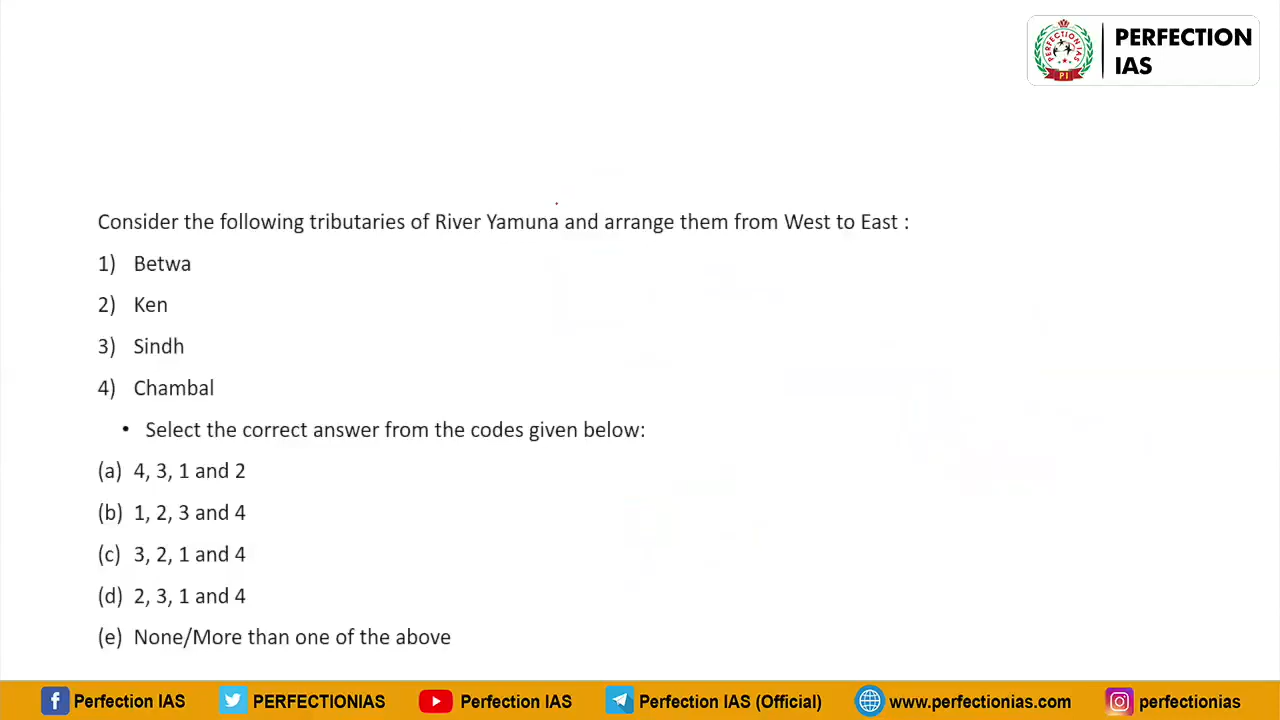 PERFECTION
IAS
PERFECTION IAS
PI
Consider the following tributaries of River Yamuna and arrange them from West to East :
1) Betwa
2) Ken
3) Sindh
4) Chambal
• Select the correct answer from the codes given below:
(a) 4, 3, 1 and 2
(b) 1, 2, 3 and 4
(c) 3, 2, 1 and 4
(d) 2, 3, 1 and 4
(e) None/More than one of the above
Perfection IAS PERFECTIONIAS Perfection IAS Perfection IAS (Official) www.perfectionias.com perfectionias